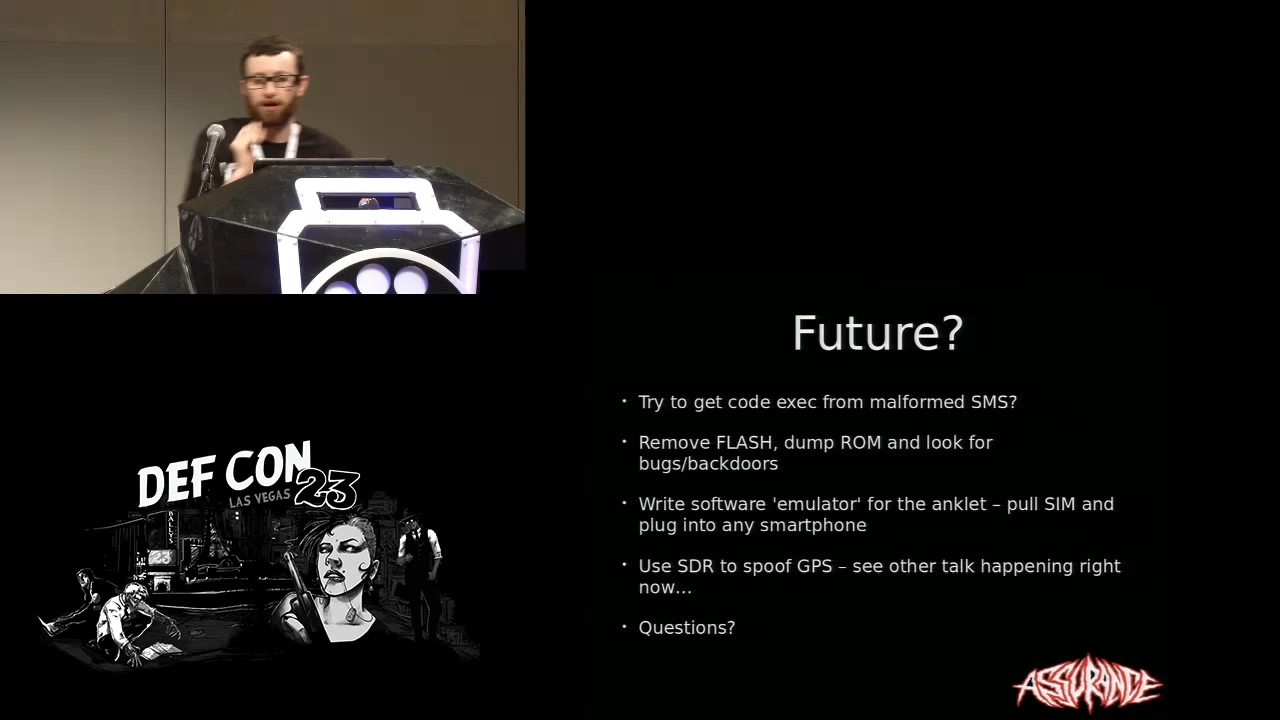 Future?
• Try to get code exec from malformed SMS?
• Remove FLASH, dump ROM and look for
bugs/backdoors
• Write software 'emulator' for the anklet – pull SIM and
plug into any smartphone
• Use SDR to spoof GPS – see other talk happening right
now...
• Questions?
DEF CON
LAS VEGAS 23
BALLYS
23
ASSURANCE